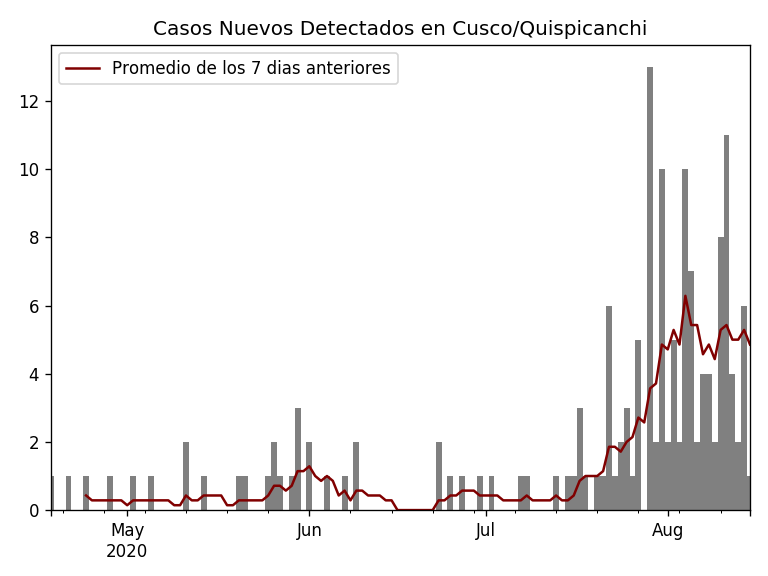 Casos Nuevos Detectados en Cusco/Quispicanchi
Promedio de los 7 dias anteriores
12
10
8
6
4
2
0
May Jun Jul Aug
2020